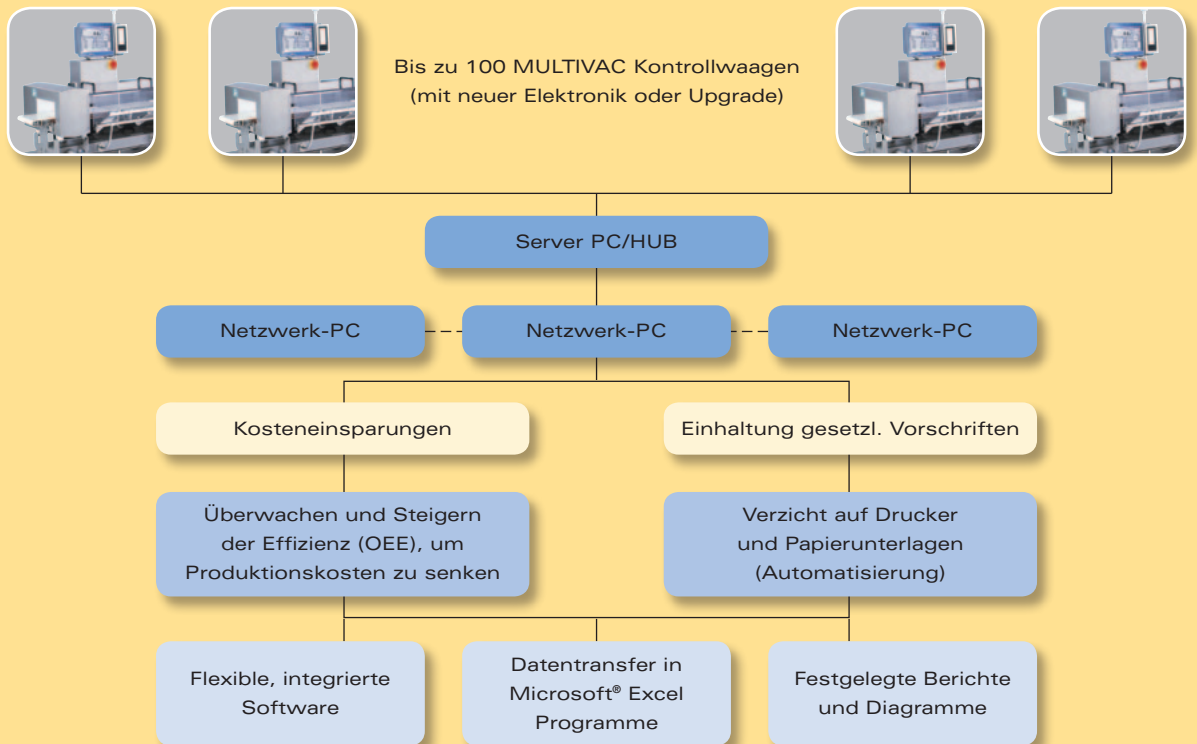 Bis zu 100 MULTIVAC Kontrollwaagen
(mit neuer Elektronik oder Upgrade)
Server PC/HUB
Netzwerk-PC
Netzwerk-PC
Netzwerk-PC
Kosteneinsparungen
Einhaltung gesetzl. Vorschriften
Überwachen und Steigern
der Effizienz (OEE), um
Produktionskosten zu senken
Verzicht auf Drucker
und Papierunterlagen
(Automatisierung)
Flexible, integrierte
Software
Datentransfer in
Microsoft® Excel
Programme
Festgelegte Berichte
und Diagramme